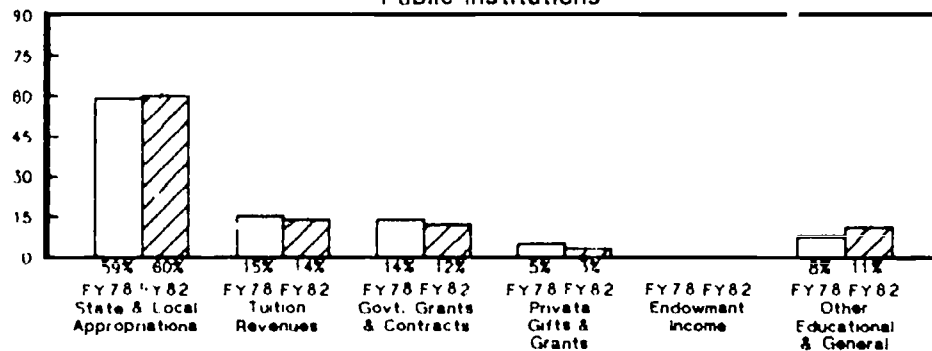 Public Institutions
90
75
60
45
30
15
0
59% 60% 15% 14% 14% 12% 5% 3% 8% 11%
FY78 FY82 FY78 FY82 FY78 FY82 FY78 FY82 FY78 FY82 FY78 FY82
State & Local Tuition Govt. Grants Private Endowment Other
Appropriations Revenues & Contracts Gifts & Income Educational
Grants & General